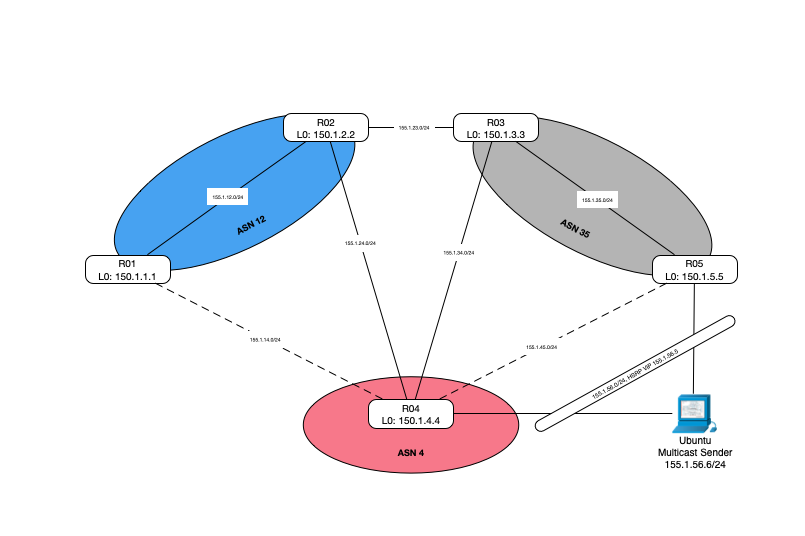 R02
L0: 150.1.2.2
155.1.23.0/24
R03
L0: 150.1.3.3
155.1.12.0/24
155.1.35.0/24
ASN 12
ASN 35
155.1.24.0/24
155.1.34.0/24
R01
L0: 150.1.1.1
R05
L0: 150.1.5.5
155.1.14.0/24
155.1.45.0/24
155.1.56.0/24, HSRP VIP 155.1.56.5
R04
L0: 150.1.4.4
ASN 4
Ubuntu
Multicast Sender
155.1.56.6/24